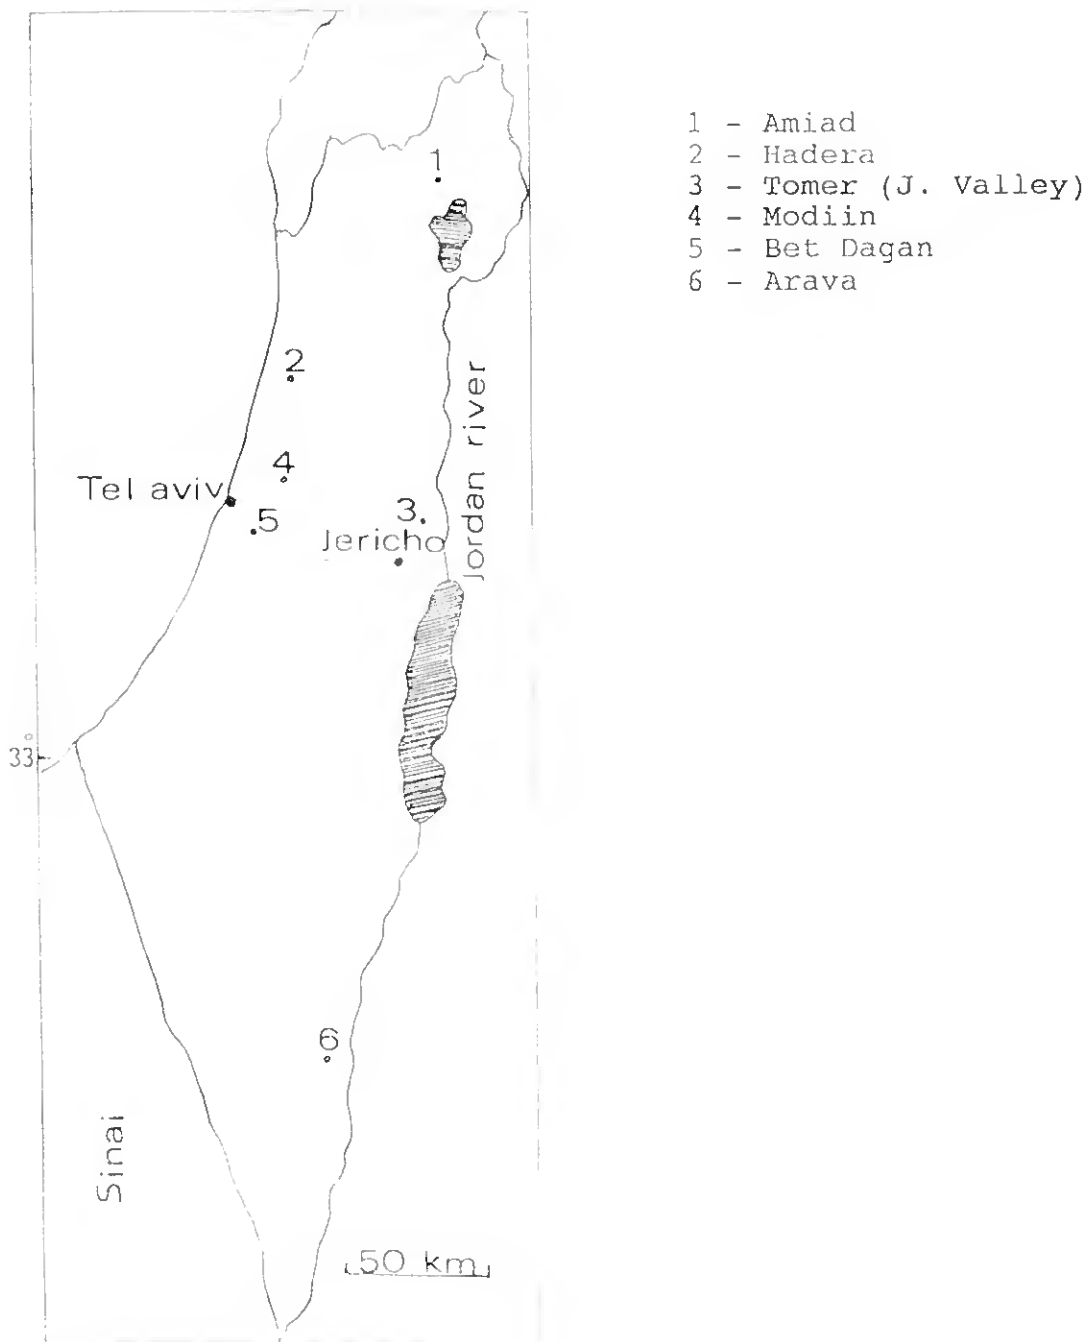 1 - Amiad
2 - Hadera
3 - Tomer (J. Valley)
4 - Modiin
5 - Bet Dagan
6 - Arava
1
2
4
Tel aviv
5
3
Jericho
Jordan river
33°
6
Sinai
50 km